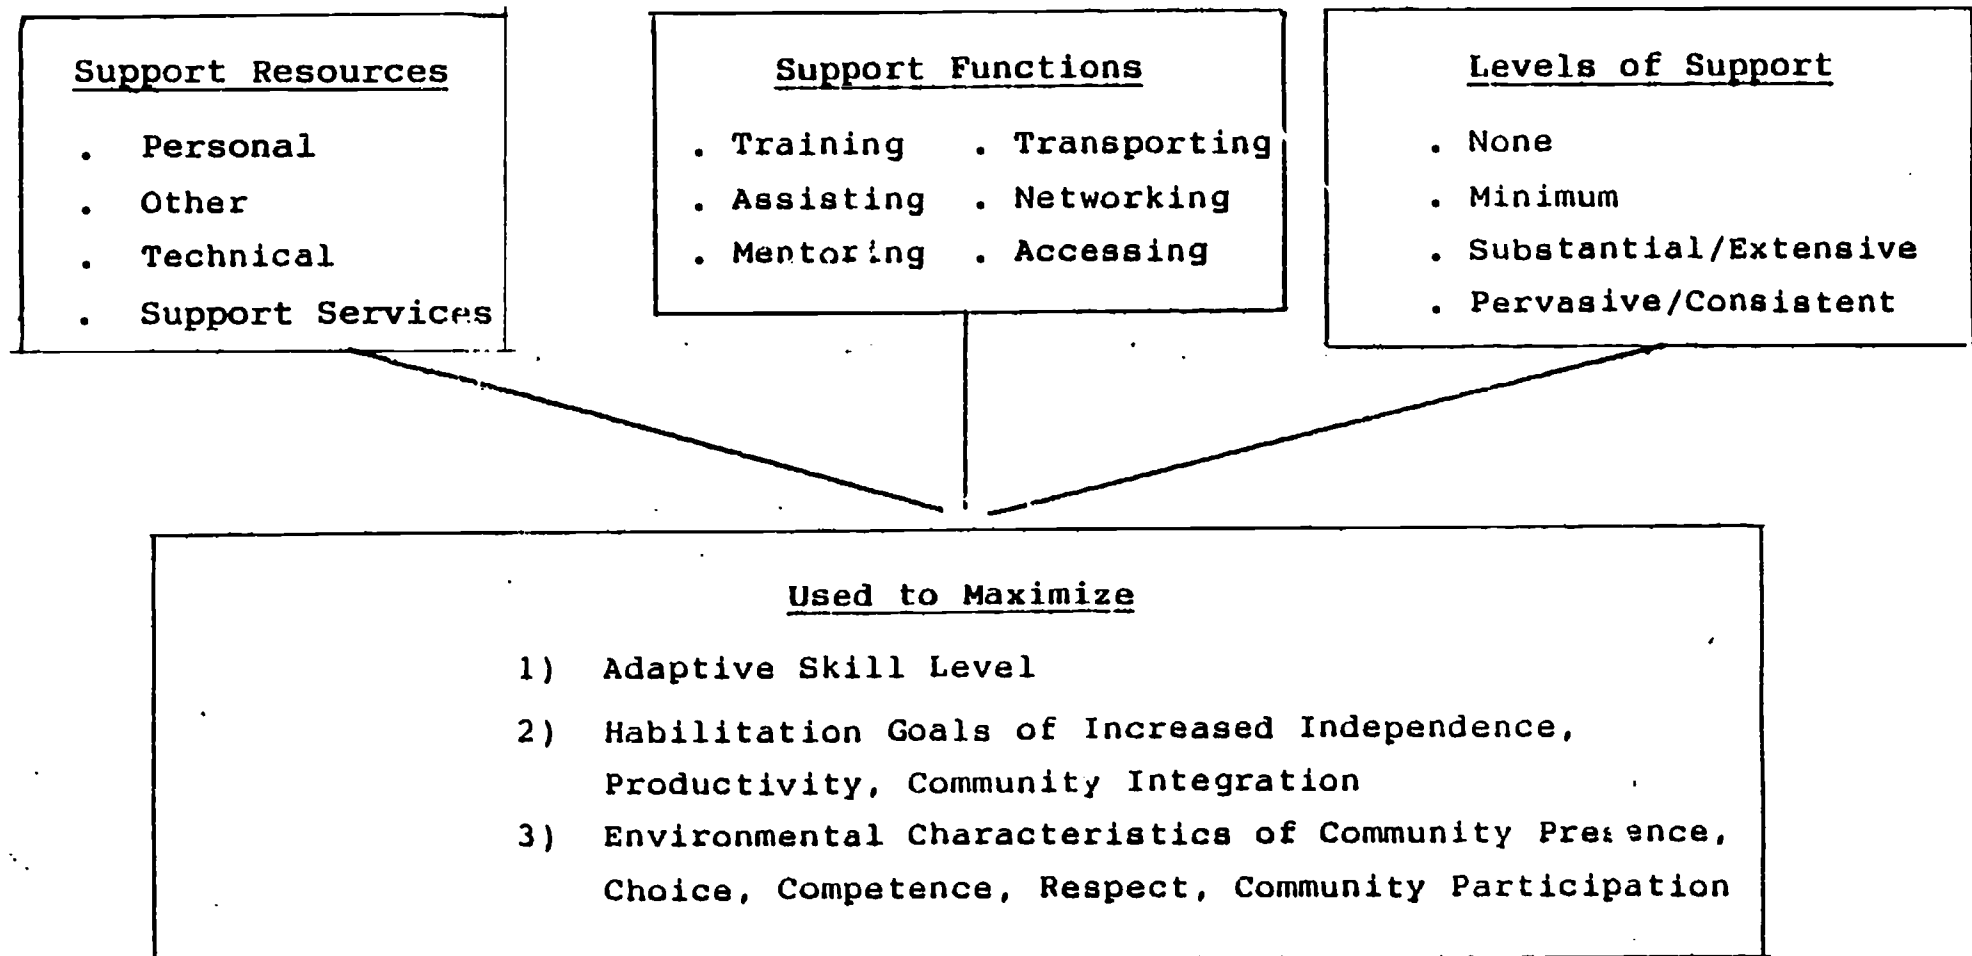 Support Resources
. Personal
. Other
. Technical
. Support Services
Support Functions
. Training . Transporting
. Assisting . Networking
. Mentoring . Accessing
Levels of Support
. None
. Minimum
. Substantial/Extensive
. Pervasive/Consistent
Used to Maximize
1) Adaptive Skill Level
2) Habilitation Goals of Increased Independence,
Productivity, Community Integration
3) Environmental Characteristics of Community Presence,
Choice, Competence, Respect, Community Participation